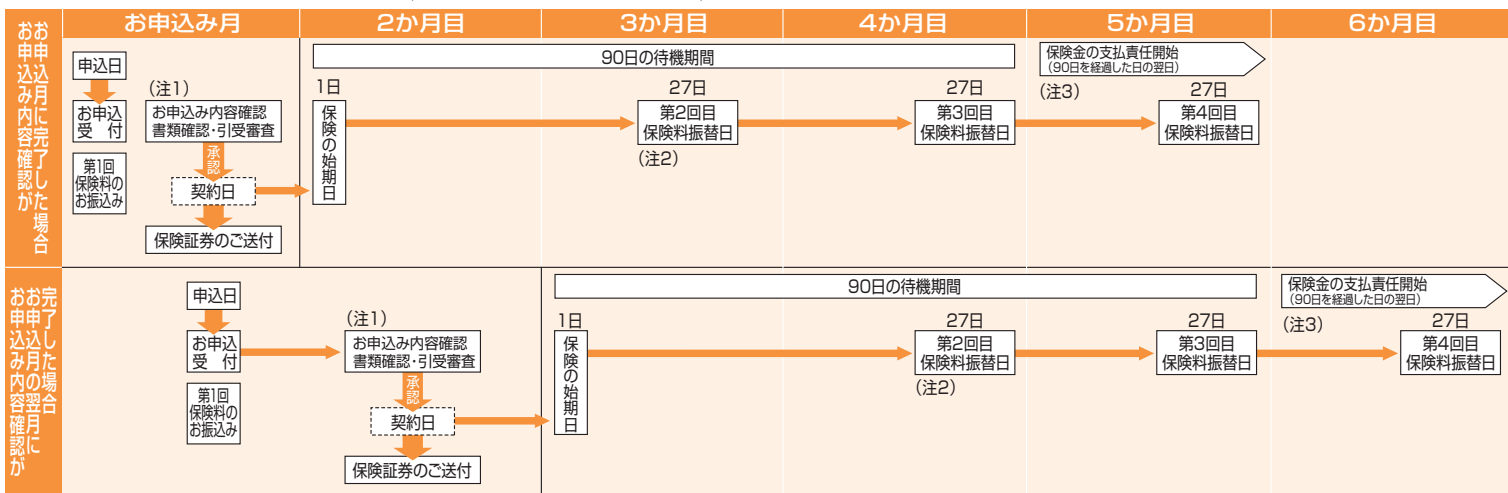 お申込み月
2か月目
3か月目
4か月目
5か月目
6か月目
お申込月に完了した場合
お申込み内容確認が
申込日
お申込
受 付
第1回
保険料の
お振込み
(注1)
お申込み内容確認
書類確認・引受審査
承認
契約日
保険証券のご送付
90日の待機期間
1日
保険の始期日
27日
第2回目
保険料振替日
(注2)
27日
第3回目
保険料振替日
保険金の支払責任開始
(90日を経過した日の翌日)
(注3)
27日
第4回目
保険料振替日
完了した場合
お申込月の翌月に
お申込み内容確認が
申込日
お申込
受 付
第1回
保険料の
お振込み
(注1)
お申込み内容確認
書類確認・引受審査
承認
契約日
保険証券のご送付
90日の待機期間
1日
保険の始期日
27日
第2回目
保険料振替日
(注2)
27日
第3回目
保険料振替日
保険金の支払責任開始
(90日を経過した日の翌日)
(注3)
27日
第4回目
保険料振替日